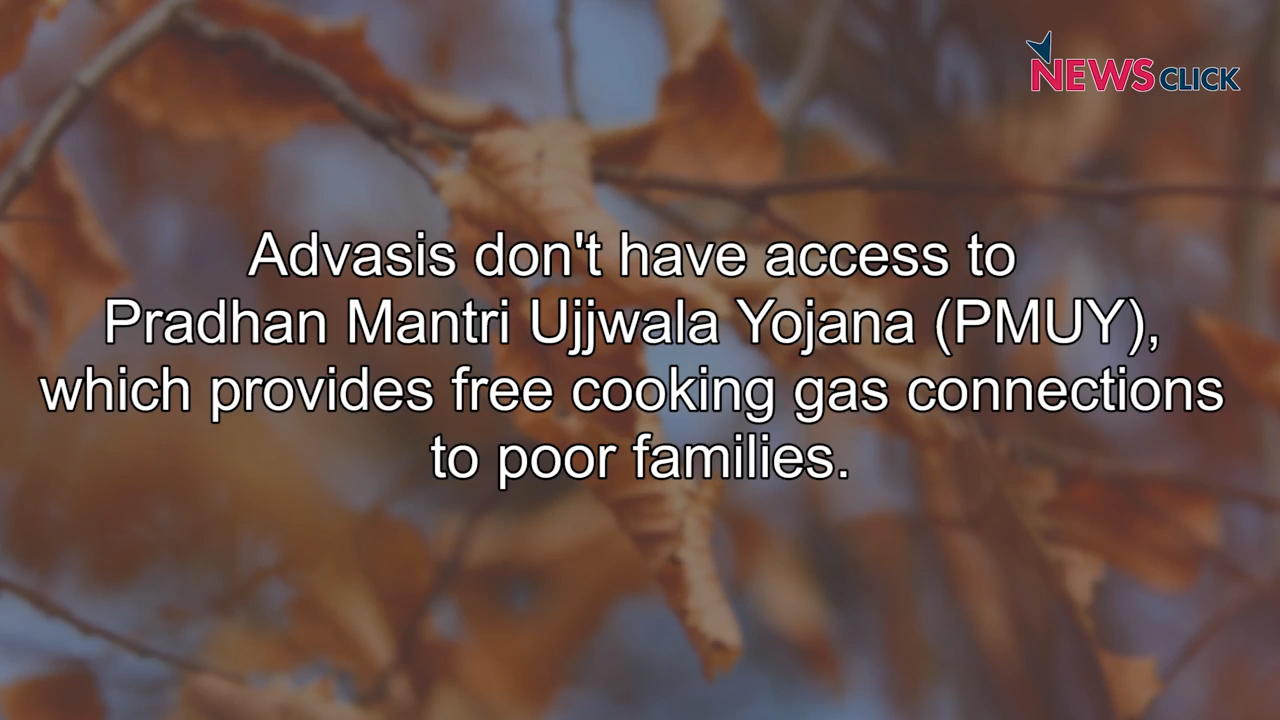 NEWSCLICK
Advasis don't have access to
Pradhan Mantri Ujjwala Yojana (PMUY),
which provides free cooking gas connections
to poor families.